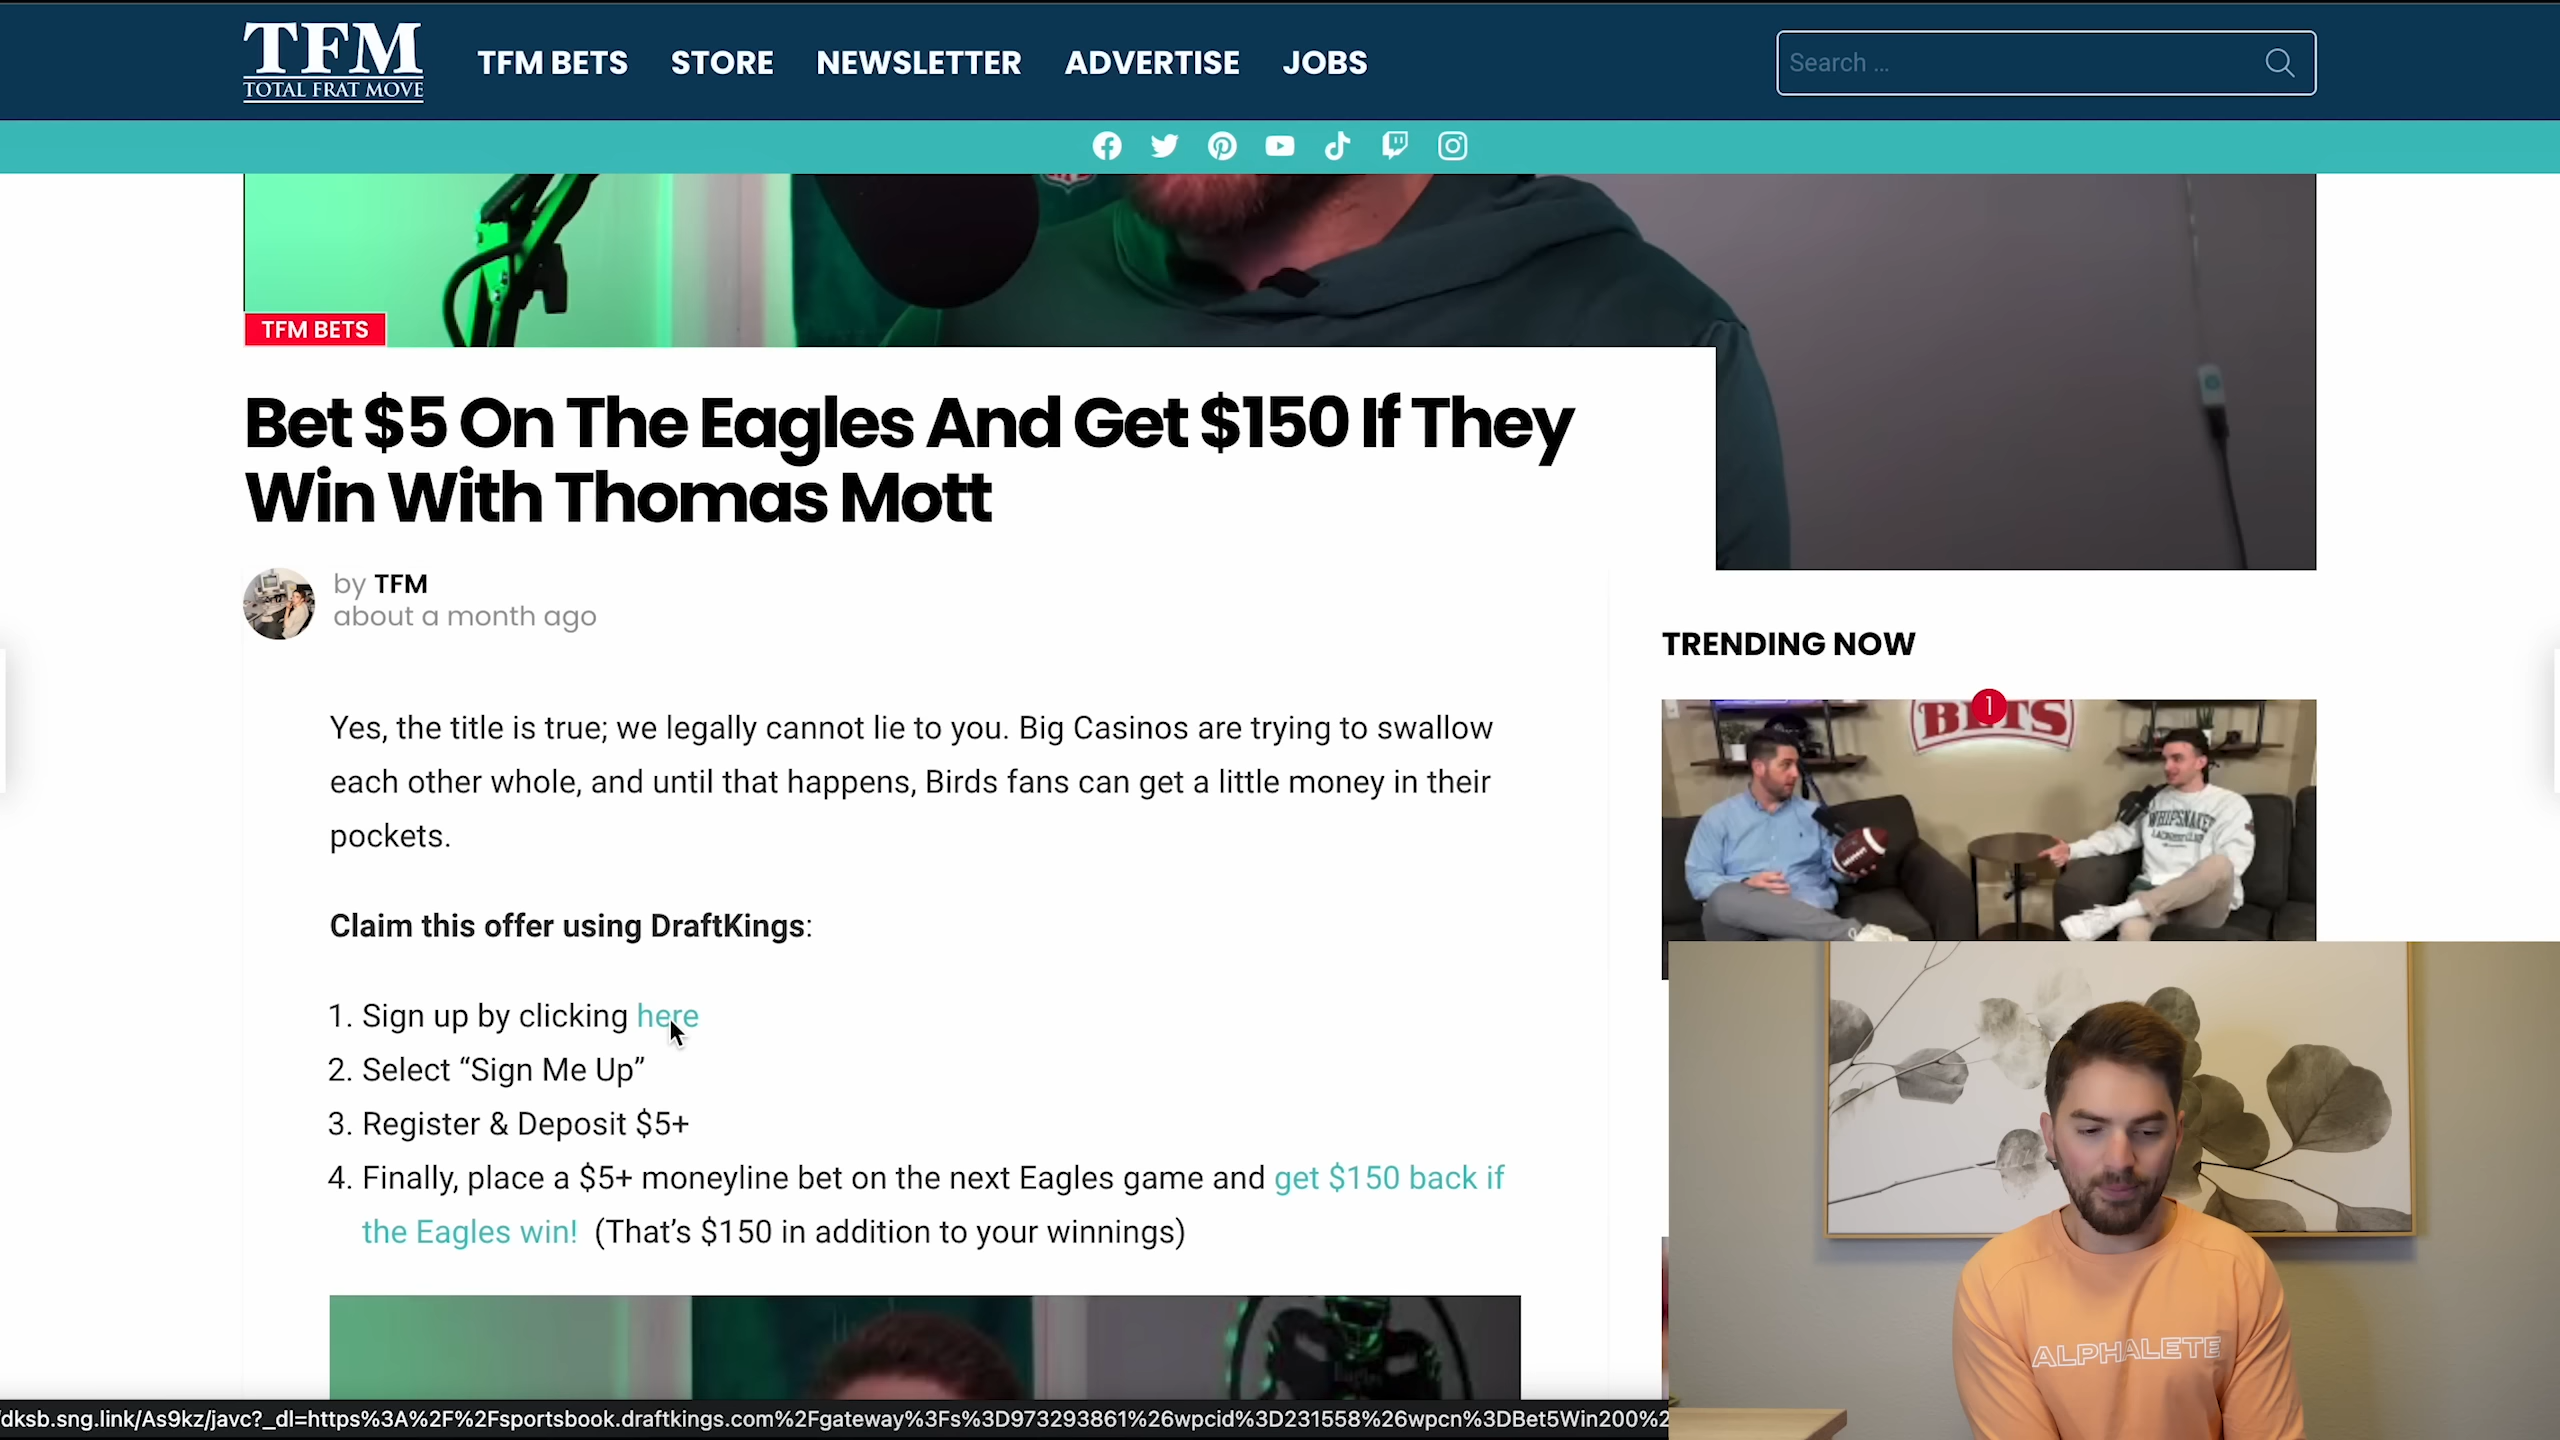 TFM
TOTAL FRAT MOVE
TFM BETS STORE NEWSLETTER ADVERTISE JOBS
Search ...
TFM BETS
Bet $5 On The Eagles And Get $150 If They
Win With Thomas Mott
by TFM
about a month ago
TRENDING NOW
1
BETS
WHIPSNAKES
LACROSSE CLUB
Yes, the title is true; we legally cannot lie to you. Big Casinos are trying to swallow
each other whole, and until that happens, Birds fans can get a little money in their
pockets.
Claim this offer using DraftKings:
1. Sign up by clicking here
2. Select “Sign Me Up”
3. Register & Deposit $5+
4. Finally, place a $5+ moneyline bet on the next Eagles game and get $150 back if
the Eagles win! (That’s $150 in addition to your winnings)
ALPHALETE
/dksb.sng.link/As9kz/javc?_dl=https%3A%2F%2Fsportsbook.draftkings.com%2Fgateway%3Fs%3D973293861%26wpcid%3D231558%26wpcn%3DBet5Win200%2